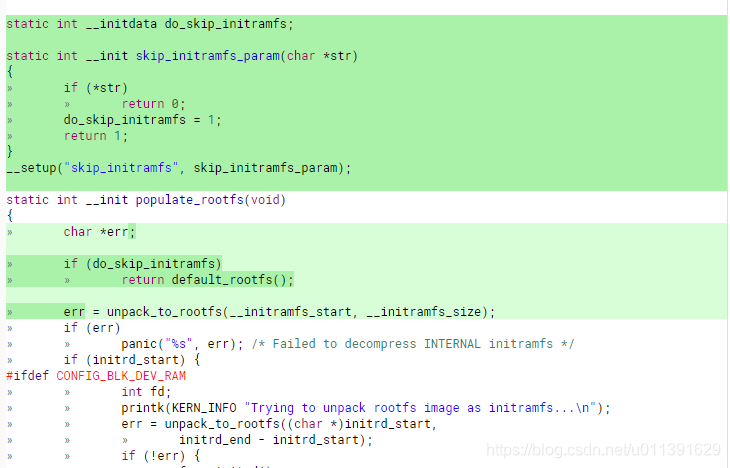 static int __initdata do_skip_initramfs;
static int __init skip_initramfs_param(char *str)
{
» if (*str)
» » return 0;
» do_skip_initramfs = 1;
» return 1;
}
__setup("skip_initramfs", skip_initramfs_param);
static int __init populate_rootfs(void)
{
» char *err;
» if (do_skip_initramfs)
» » return default_rootfs();
» err = unpack_to_rootfs(__initramfs_start, __initramfs_size);
» if (err)
» » panic("%s", err); /* Failed to decompress INTERNAL initramfs */
» if (initrd_start) {
#ifdef CONFIG_BLK_DEV_RAM
» » int fd;
» » printk(KERN_INFO "Trying to unpack rootfs image as initramfs...\n");
» » err = unpack_to_rootfs((char *)initrd_start,
» » » initrd_end - initrd_start);
» » if (!err) {
https://blog.csdn.net/u011391629